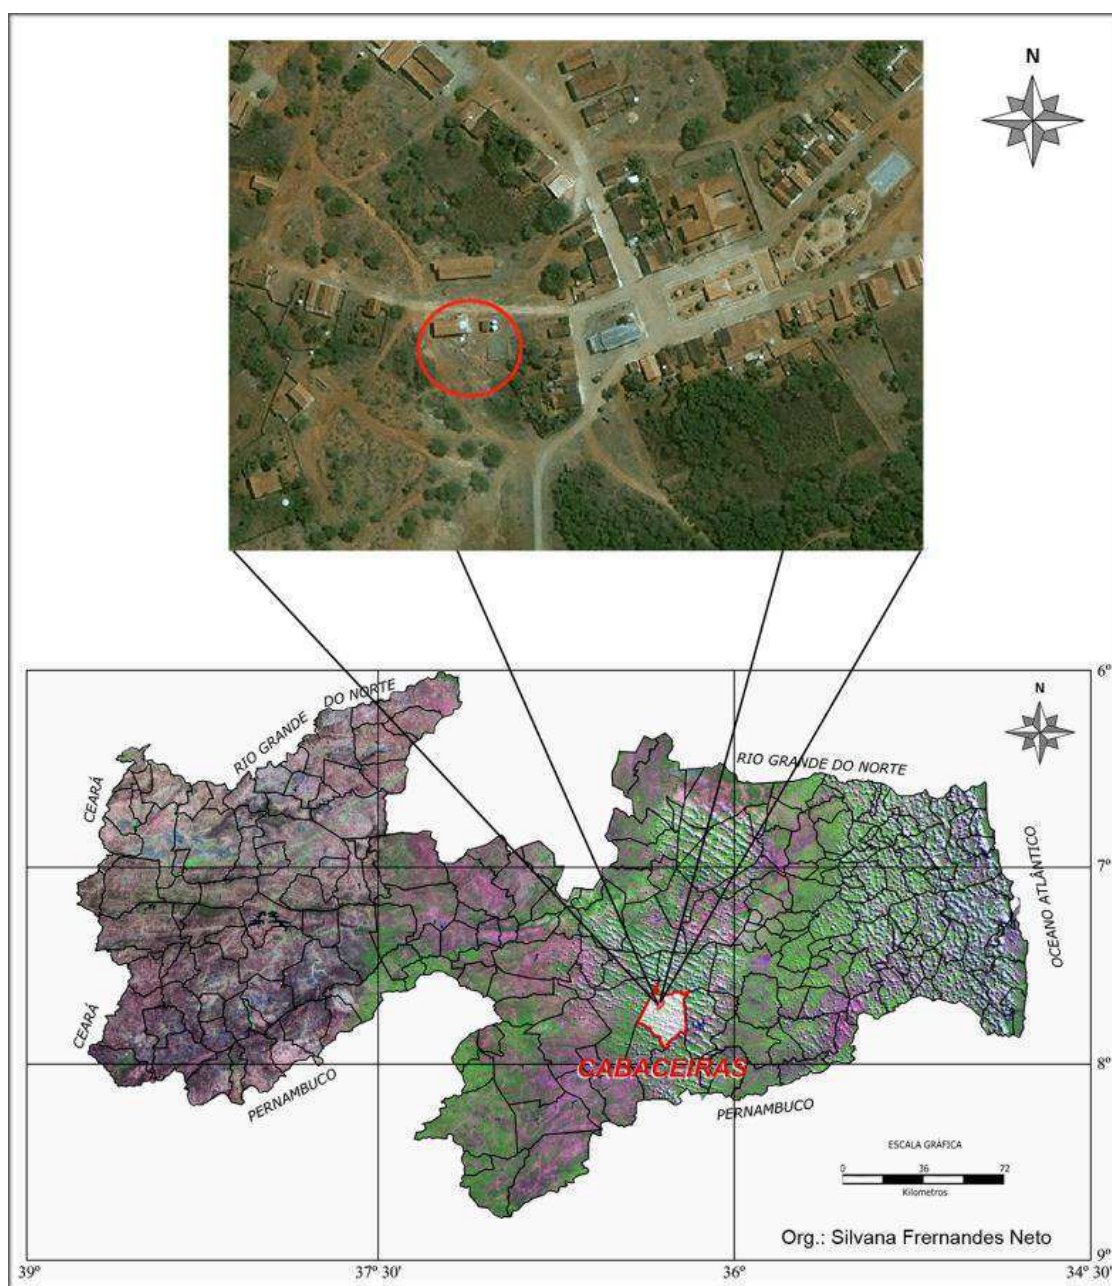 N
6º
N
RIO GRANDE DO NORTE
RIO GRANDE DO NORTE
CEARÁ
7º
OCEANO ATLÂNTICO
CEARÁ
CABACEIRAS
8º
PERNAMBUCO
PERNAMBUCO
ESCALA GRÁFICA
0 36 72
Kilometros
Org.: Silvana Frernandes Neto
9º
39º 37º 30' 36º 34º 30'